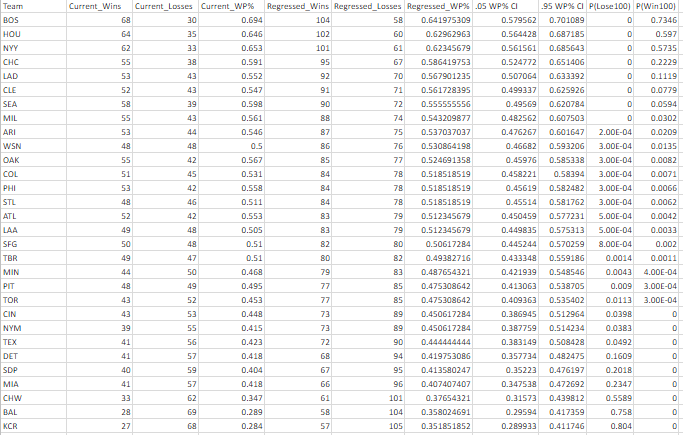 Team Current_Wins Current_Losses Current_WP% Regressed_Wins Regressed_Losses Regressed_WP% .05 WP% CI .95 WP% CI P(Lose100) P(Win100)
BOS 68 30 0.694 104 58 0.641975309 0.579562 0.701089 0 0.7346
HOU 64 35 0.646 102 60 0.62962963 0.564428 0.687185 0 0.597
NYY 62 33 0.653 101 61 0.62345679 0.561561 0.685643 0 0.5735
CHC 55 38 0.591 95 67 0.586419753 0.524772 0.651406 0 0.2229
LAD 53 43 0.552 92 70 0.567901235 0.507064 0.633392 0 0.1119
CLE 52 43 0.547 91 71 0.561728395 0.499337 0.625926 0 0.0779
SEA 58 39 0.598 90 72 0.555555556 0.49569 0.620784 0 0.0594
MIL 55 43 0.561 88 74 0.543209877 0.482562 0.607503 0 0.0302
ARI 53 44 0.546 87 75 0.537037037 0.476267 0.601647 2.00E-04 0.0209
WSN 48 48 0.5 86 76 0.530864198 0.46682 0.593206 3.00E-04 0.0135
OAK 55 42 0.567 85 77 0.524691358 0.45976 0.585338 3.00E-04 0.0082
COL 51 45 0.531 84 78 0.518518519 0.458221 0.58394 3.00E-04 0.0071
PHI 53 42 0.558 84 78 0.518518519 0.45619 0.582482 3.00E-04 0.0066
STL 48 46 0.511 84 78 0.518518519 0.45514 0.581762 3.00E-04 0.0062
ATL 52 42 0.553 83 79 0.512345679 0.450459 0.577231 5.00E-04 0.0042
LAA 49 48 0.505 83 79 0.512345679 0.449835 0.575313 5.00E-04 0.0033
SFG 50 48 0.51 82 80 0.50617284 0.445244 0.570259 8.00E-04 0.002
TBR 49 47 0.51 80 82 0.49382716 0.433348 0.559186 0.0014 0.0011
MIN 44 50 0.468 79 83 0.487654321 0.421939 0.548546 0.0043 4.00E-04
PIT 48 49 0.495 77 85 0.475308642 0.413063 0.538705 0.009 3.00E-04
TOR 43 52 0.453 77 85 0.475308642 0.409363 0.535402 0.0113 3.00E-04
CIN 43 53 0.448 73 89 0.450617284 0.386945 0.512964 0.0398 0
NYM 39 55 0.415 73 89 0.450617284 0.387759 0.514234 0.0383 0
TEX 41 56 0.423 72 90 0.444444444 0.383149 0.508428 0.0492 0
DET 41 57 0.418 68 94 0.419753086 0.357734 0.482475 0.1609 0
SDP 40 59 0.404 67 95 0.413580247 0.35223 0.476197 0.2018 0
MIA 41 57 0.418 66 96 0.407407407 0.347538 0.472692 0.2347 0
CHW 33 62 0.347 61 101 0.37654321 0.31573 0.439812 0.5589 0
BAL 28 69 0.289 58 104 0.358024691 0.29594 0.417359 0.758 0
KCR 27 68 0.284 57 105 0.351851852 0.289933 0.411746 0.804 0